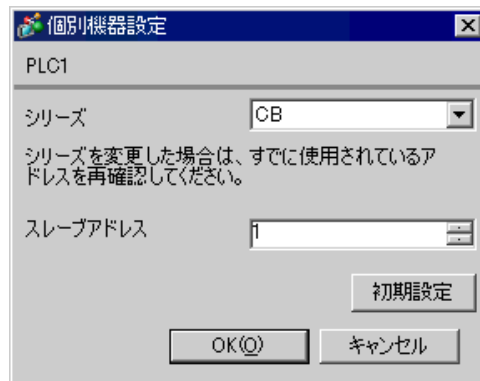 個別機器設定
PLC1
シリーズ CB
シリーズを変更した場合は、すでに使用されているア
ドレスを再確認してください。
スレーブアドレス 1
初期設定
OK(O) キャンセル